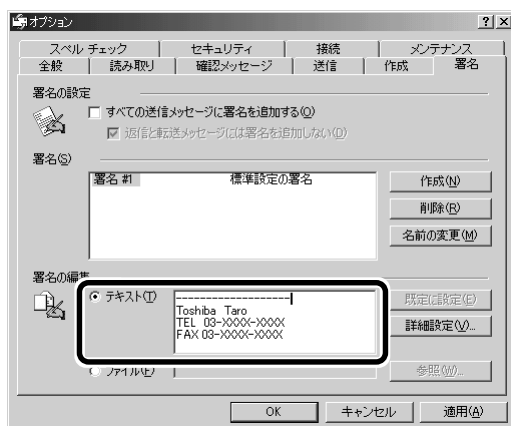 オプション
スペル チェック セキュリティ 接続 メンテナンス
全般 読み取り 確認メッセージ 送信 作成 署名
署名の設定
すべての送信メッセージに署名を追加する(O)
返信と転送メッセージには署名を追加しない(D)
署名(S)
署名 #1 標準設定の署名
作成(N)
削除(R)
名前の変更(M)
署名の編集
テキスト(T)
--------------------
Toshiba Taro
TEL 03-XXXX-XXXX
FAX 03-XXXX-XXXX
既定に設定(E)
詳細設定(V)...
ファイル(F)
参照(W)...
OK キャンセル 適用(A)